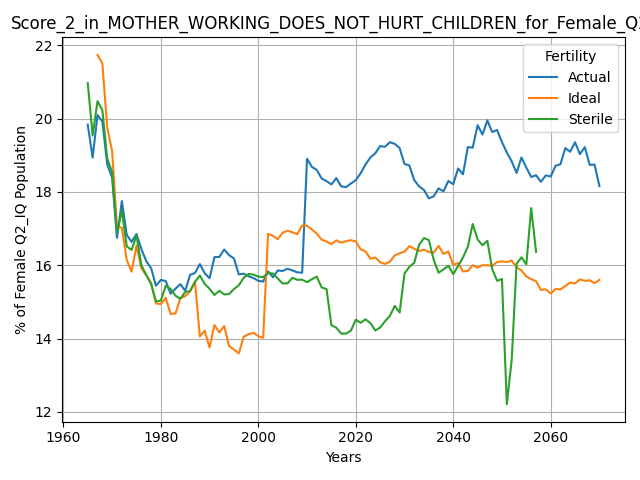 Score_2_in_MOTHER_WORKING_DOES_NOT_HURT_CHILDREN_for_Female_Q
Fertility
Actual
Ideal
Sterile
% of Female Q2_IQ Population
22
20
18
16
14
12
1960
1980
2000
2020
2040
2060
Years